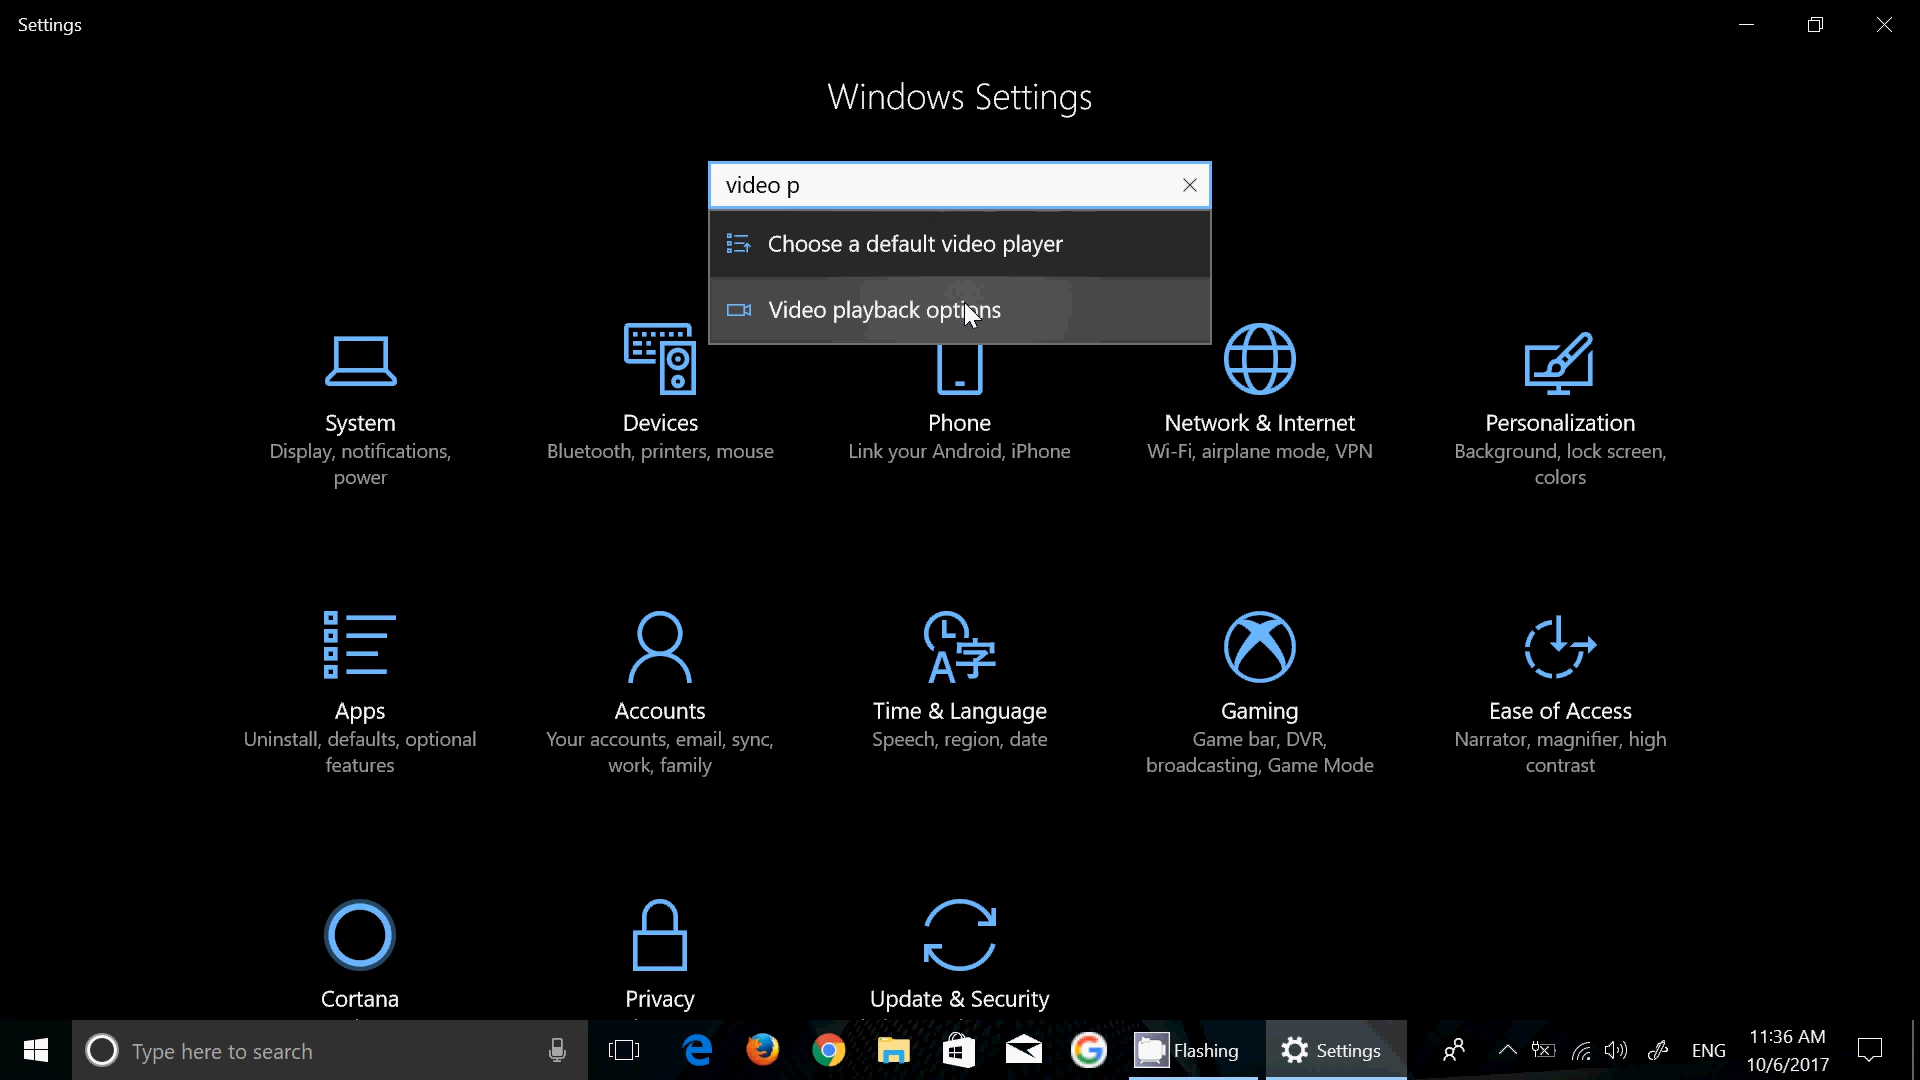 Settings
Windows Settings
video p
Choose a default video player
Video playback options
System
Display, notifications,
power
Devices
Bluetooth, printers, mouse
Phone
Link your Android, iPhone
Network & Internet
Wi-Fi, airplane mode, VPN
Personalization
Background, lock screen,
colors
Apps
Uninstall, defaults, optional
features
Accounts
Your accounts, email, sync,
work, family
Time & Language
Speech, region, date
Gaming
Game bar, DVR,
broadcasting, Game Mode
Ease of Access
Narrator, magnifier, high
contrast
Cortana
Privacy
Update & Security
Type here to search
Flashing
Settings
ENG
11:36 AM
10/6/2017